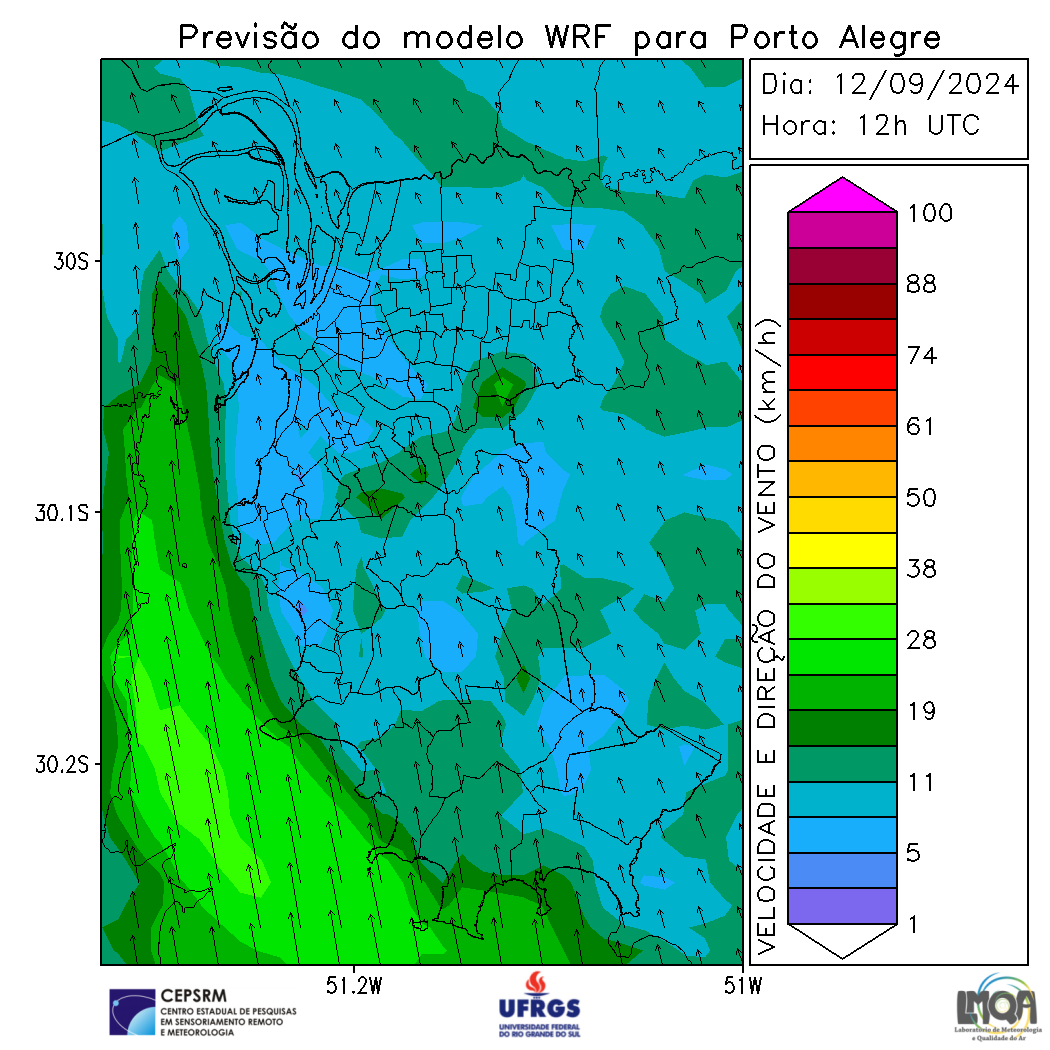 Previsão do modelo WRF para Porto Alegre
Dia: 12/09/2024
Hora: 12h UTC
30S
30.1S
30.2S
51.2W
51W
VELOCIDADE E DIREÇÃO DO VENTO (km/h)
100
88
74
61
50
38
28
19
11
5
1
CEPSRM
CENTRO ESTADUAL DE PESQUISAS
EM SENSORIAMENTO REMOTO
E METEOROLOGIA
UFRGS
UNIVERSIDADE FEDERAL
DO RIO GRANDE DO SUL
LMQA
Laboratório de Meteorologia
e Qualidade do Ar